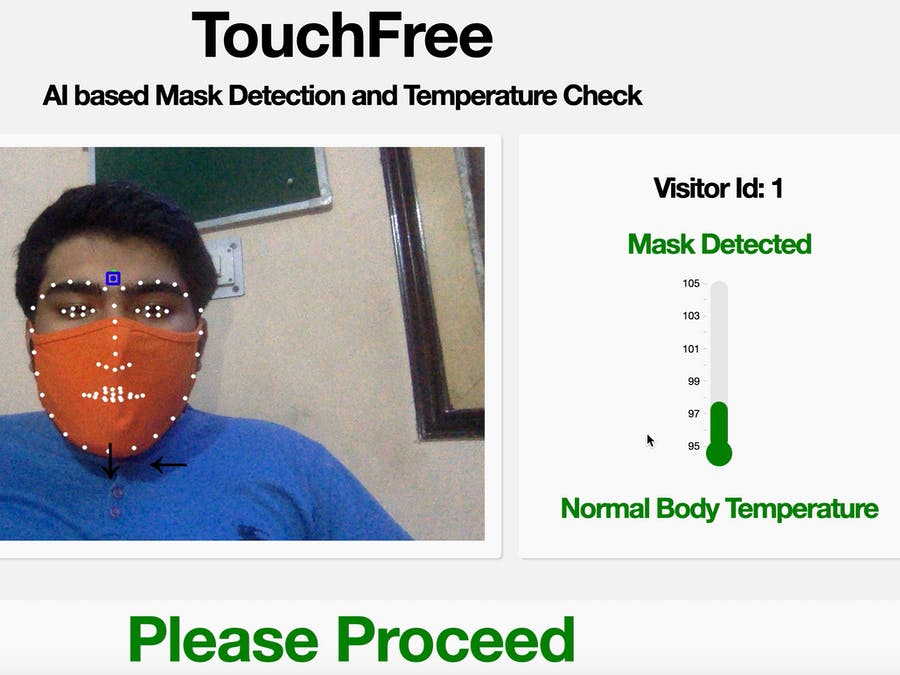 TouchFree
AI based Mask Detection and Temperature Check
Visitor Id: 1
Mask Detected
105
103
101
99
97
95
Normal Body Temperature
Please Proceed